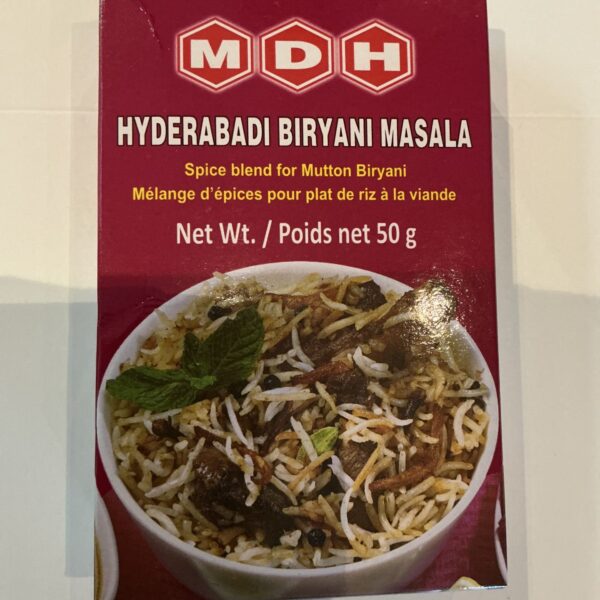 MDH
HYDERABADI BIRYANI MASALA
Spice blend for Mutton Biryani
Mélange d'épices pour plat de riz à la viande
Net Wt. / Poids net 50 g